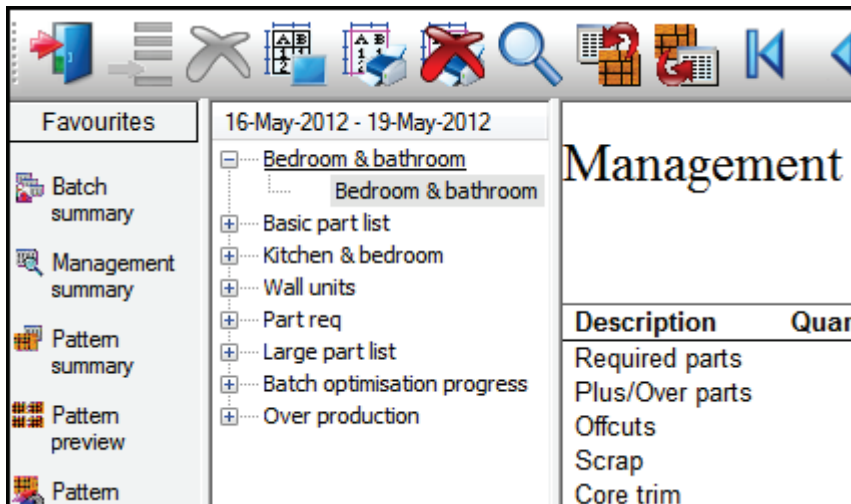 Favourites
Batch
summary
Management
summary
Pattern
summary
Pattern
preview
Pattern
16-May-2012 - 19-May-2012
Bedroom & bathroom
Bedroom & bathroom
Basic part list
Kitchen & bedroom
Wall units
Part req
Large part list
Batch optimisation progress
Over production
Management
Description Quan
Required parts
Plus/Over parts
Offcuts
Scrap
Core trim